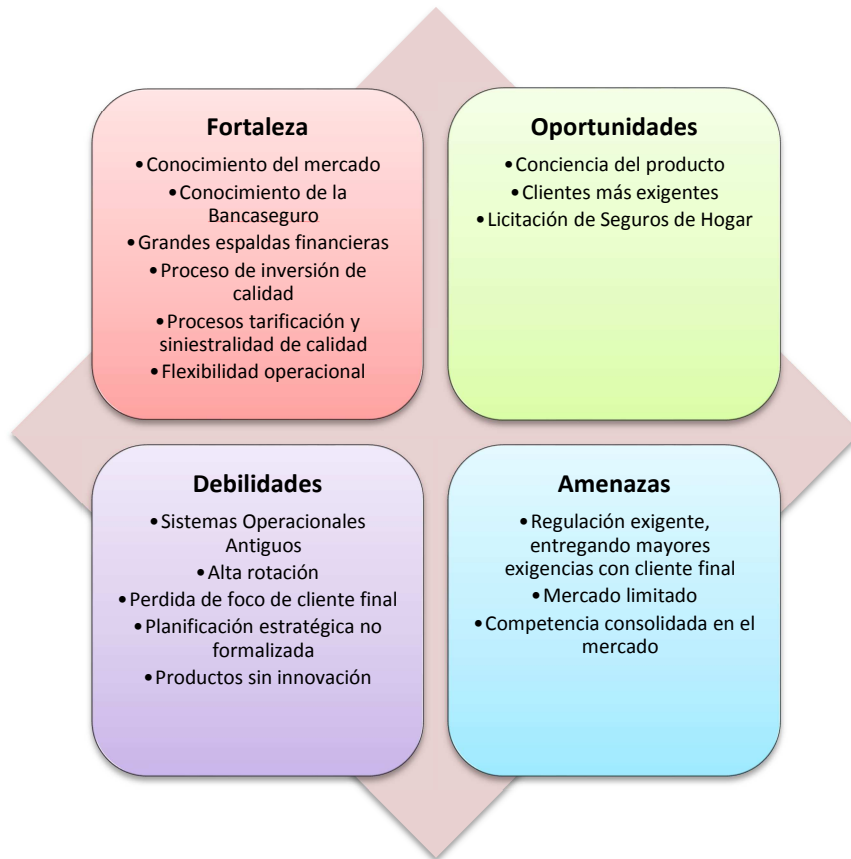 Fortaleza
•Conocimiento del mercado
•Conocimiento de la
Bancaseguro
•Grandes espaldas financieras
•Proceso de inversión de
calidad
•Procesos tarificación y
siniestralidad de calidad
•Flexibilidad operacional
Oportunidades
•Conciencia del producto
•Clientes más exigentes
•Licitación de Seguros de Hogar
Debilidades
•Sistemas Operacionales
Antiguos
•Alta rotación
•Perdida de foco de cliente final
•Planificación estratégica no
formalizada
•Productos sin innovación
Amenazas
•Regulación exigente,
entregando mayores
exigencias con cliente final
•Mercado limitado
•Competencia consolidada en el
mercado